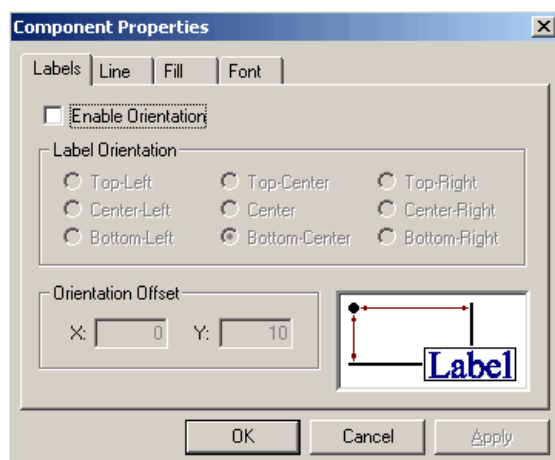 Component Properties
Labels Line Fill Font
Enable Orientation
Label Orientation
Top-Left Top-Center Top-Right
Center-Left Center Center-Right
Bottom-Left Bottom-Center Bottom-Right
Orientation Offset
X: 0 Y: 10
Label
OK Cancel Apply